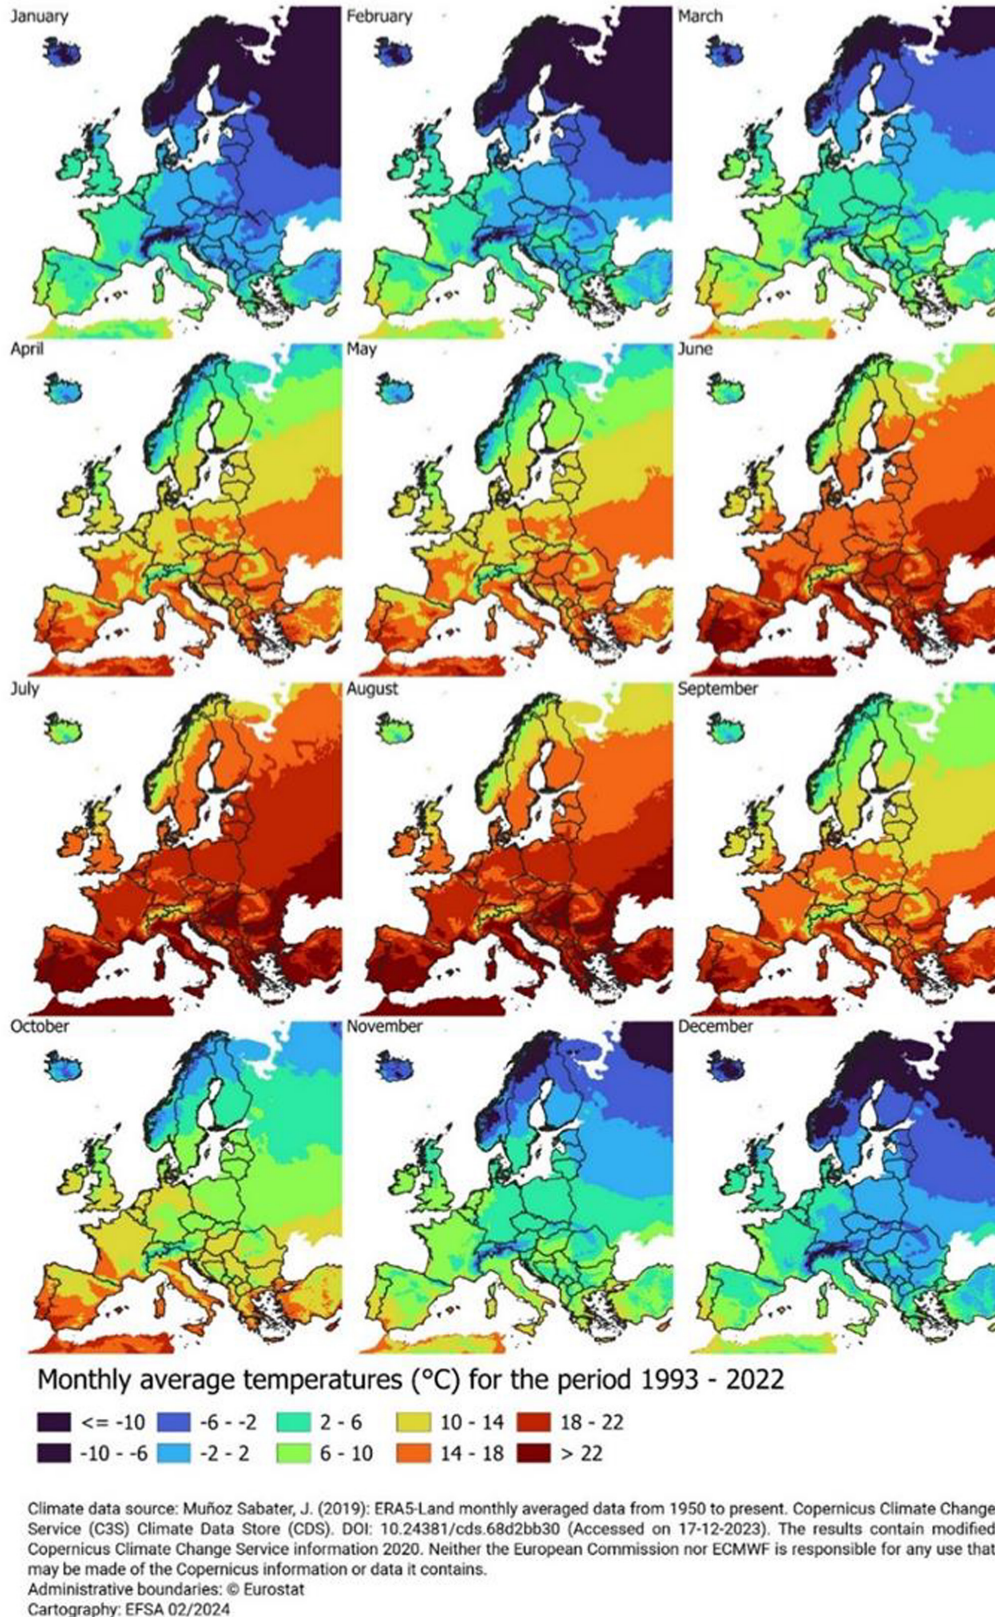 January
February
March
April
May
June
July
August
September
October
November
December
Monthly average temperatures (°C) for the period 1993 - 2022
<= -10
-6 - -2
2 - 6
10 - 14
18 - 22
-10 - -6
-2 - 2
6 - 10
14 - 18
> 22
Climate data source: Muñoz Sabater, J. (2019): ERA5-Land monthly averaged data from 1950 to present. Copernicus Climate Change
Service (C3S) Climate Data Store (CDS). DOI: 10.24381/cds.68d2bb30 (Accessed on 17-12-2023). The results contain modified
Copernicus Climate Change Service information 2020. Neither the European Commission nor ECMWF is responsible for any use that
may be made of the Copernicus information or data it contains.
Administrative boundaries: © Eurostat
Cartography: EFSA 02/2024